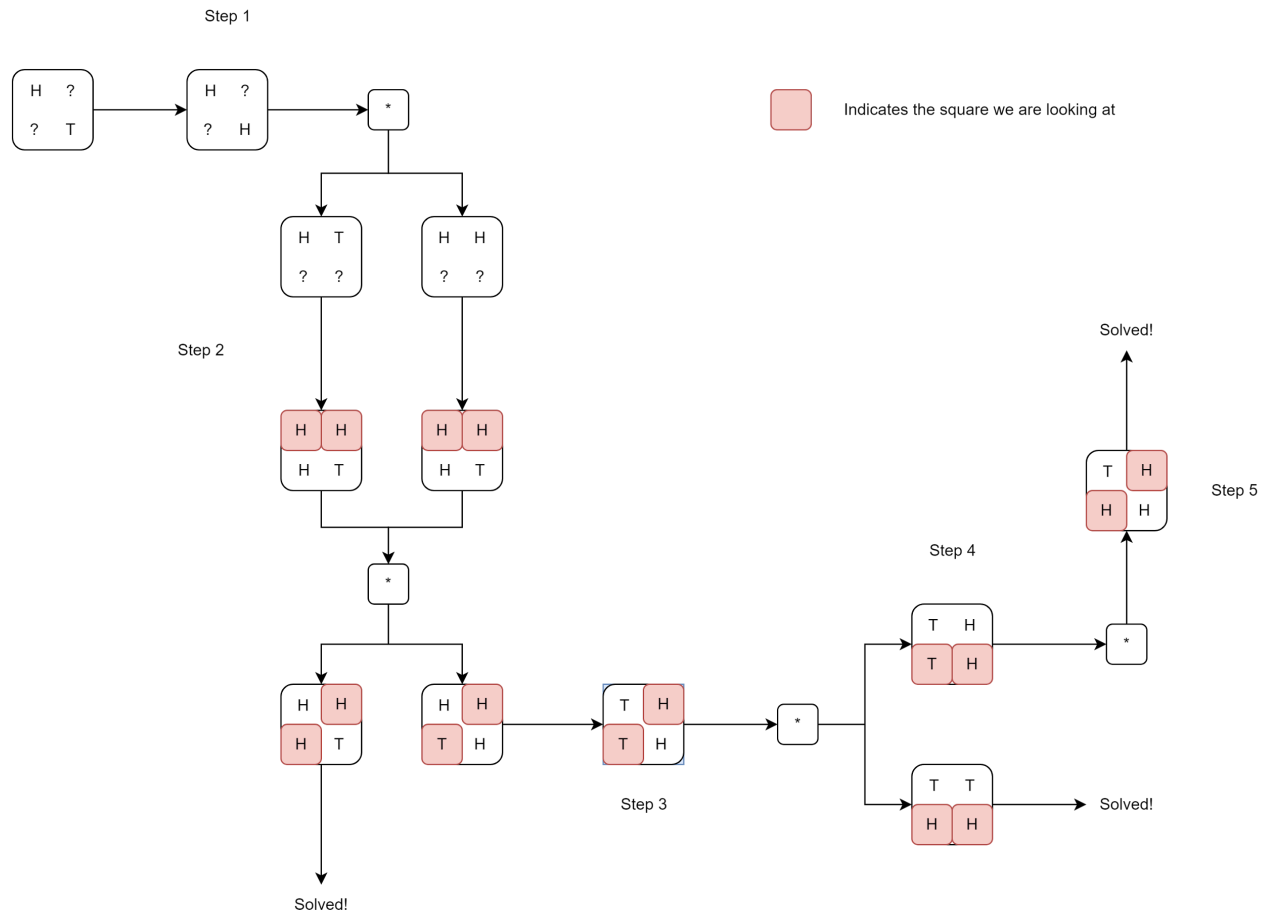 Step 1
H ?
? T
H ?
? H
*
Indicates the square we are looking at
H T
? ?
H H
? ?
Step 2
H H
H T
H H
H T
*
H H
H T
H H
T H
Solved!
T H
T H
Step 3
*
Step 4
T H
T H
*
T T
H H
Solved!
Solved!
T H
H H
Step 5